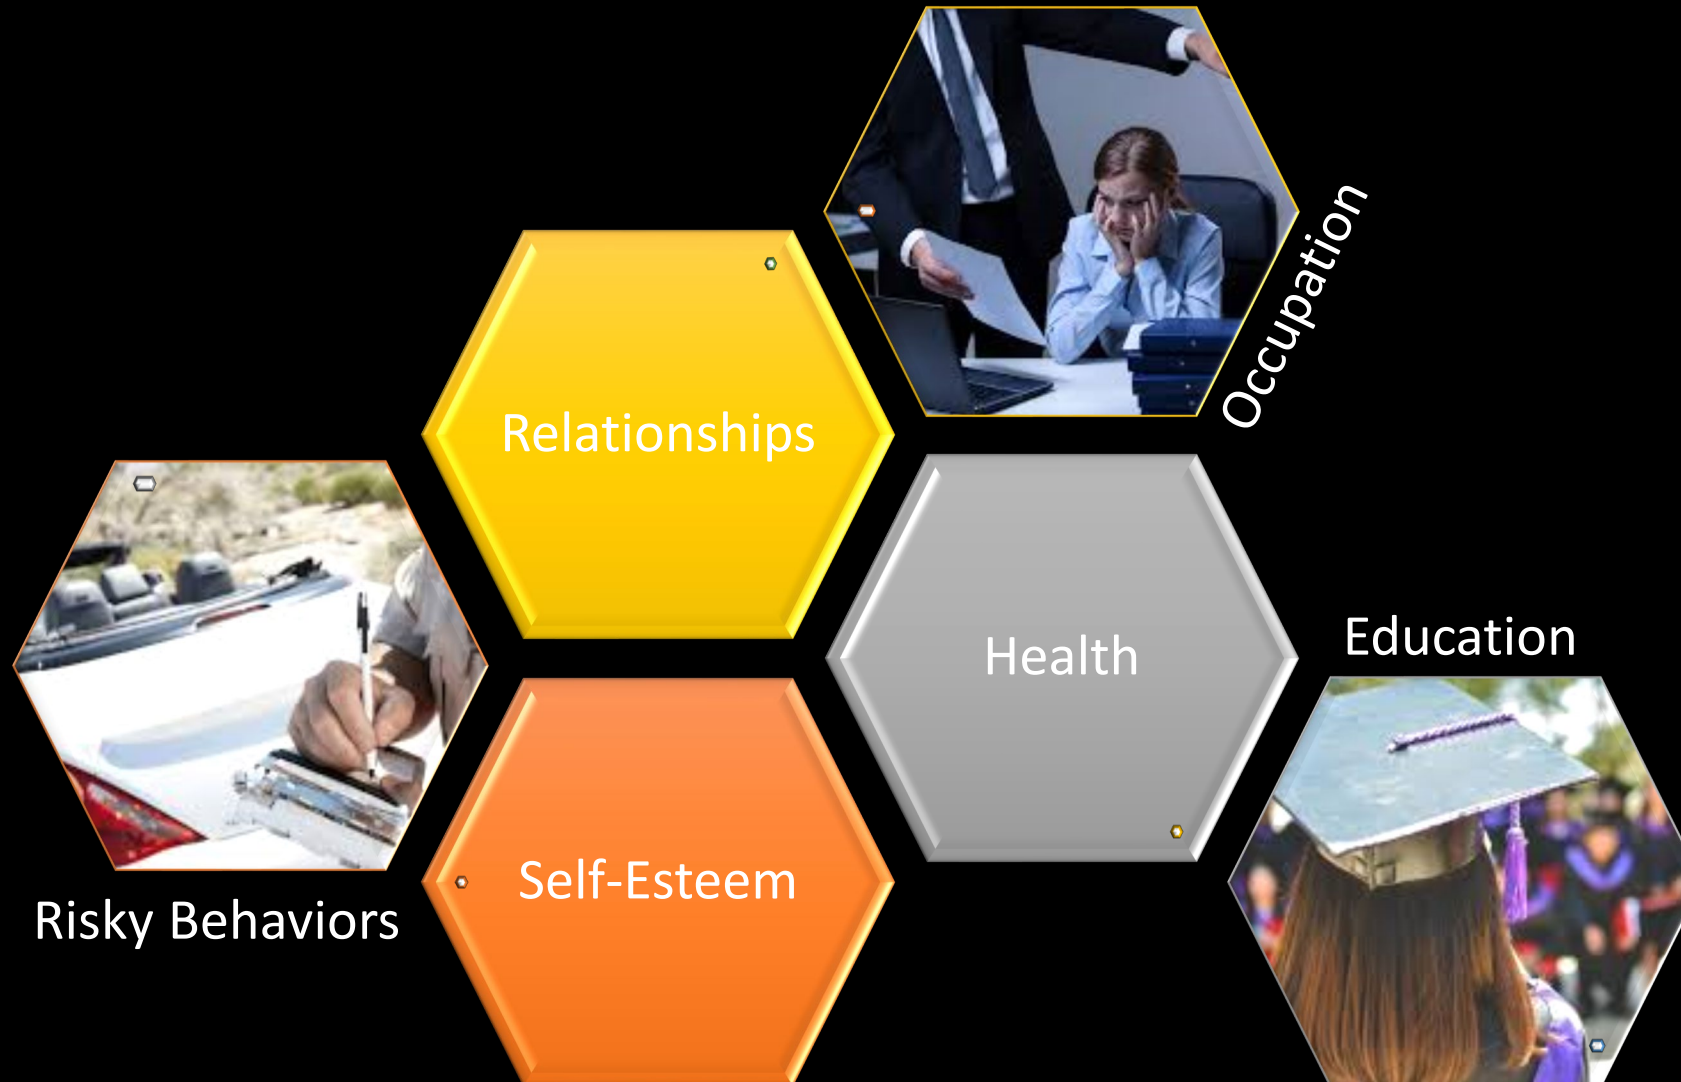 Occupation
Relationships
Health
Education
Self-Esteem
Risky Behaviors